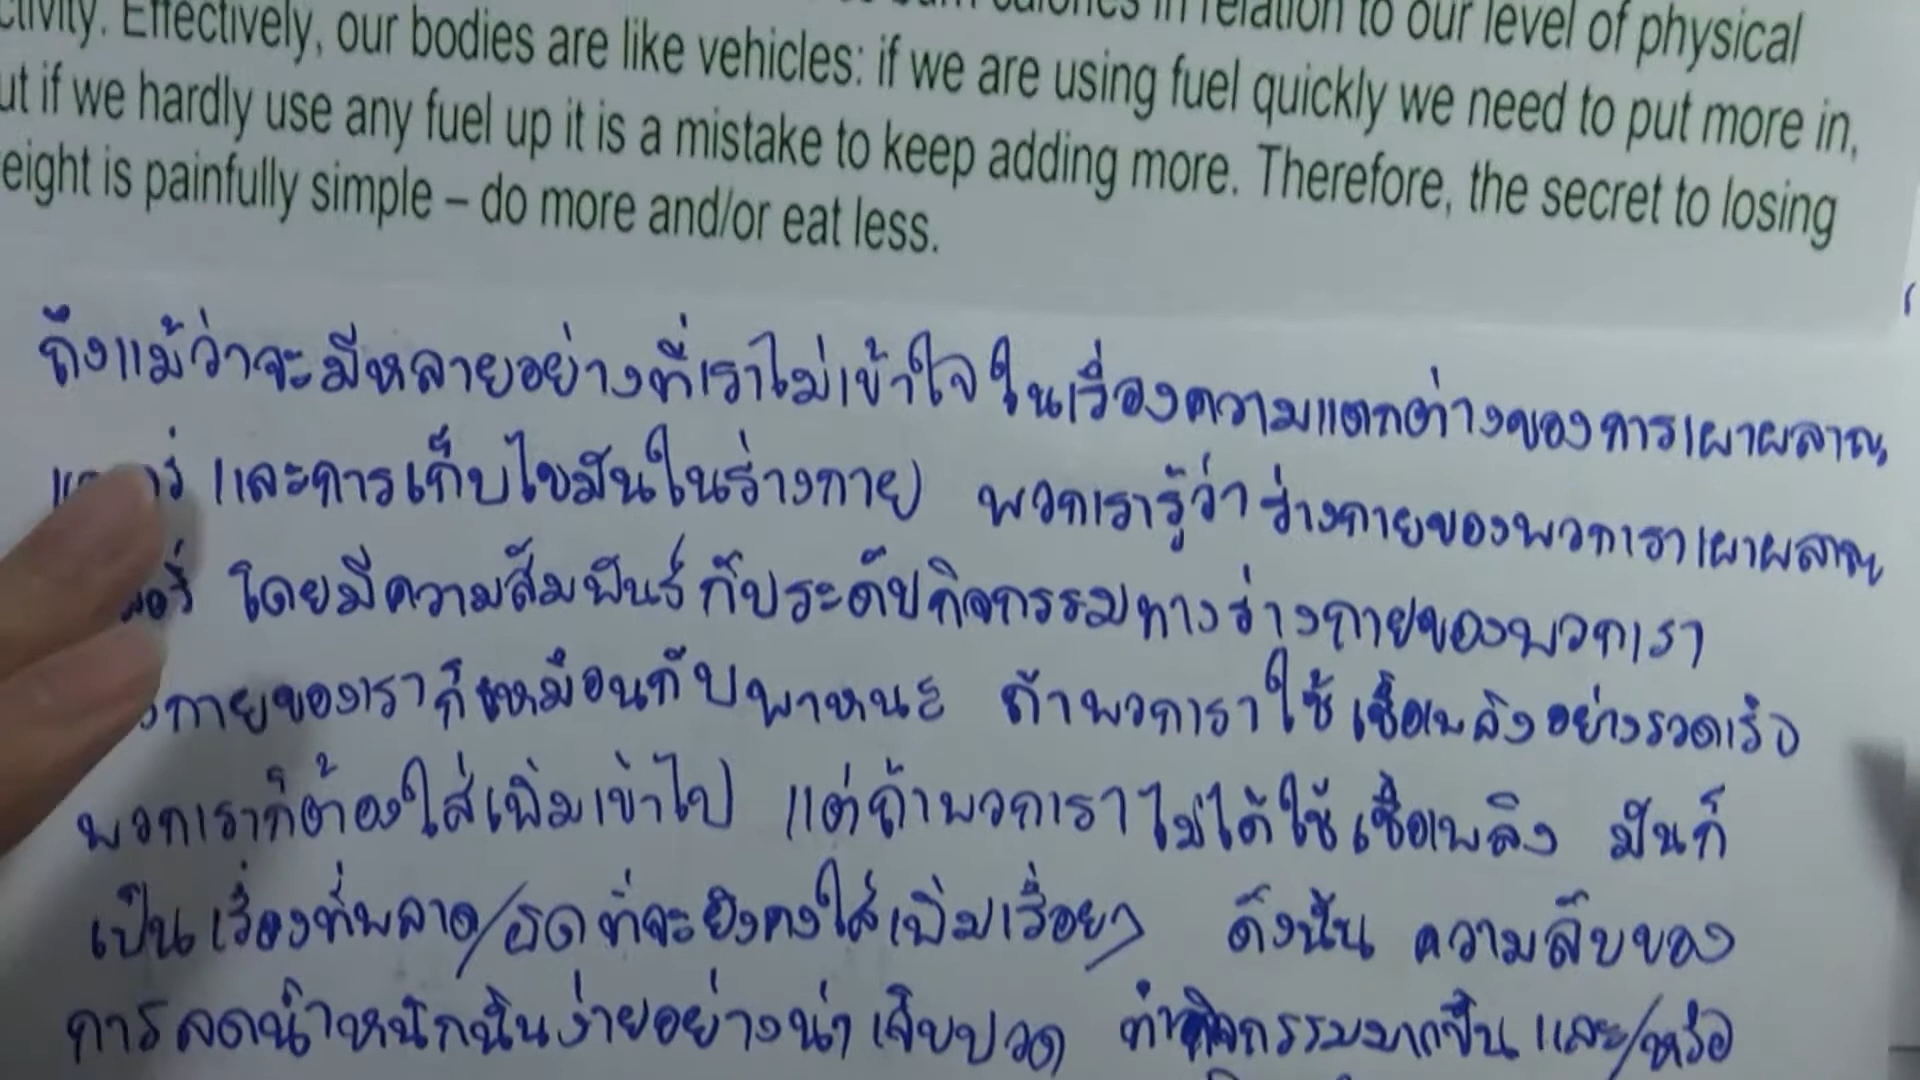 calories in relation to our level of physical
Effectively, our bodies are like vehicles: if we are using fuel quickly we need to put more in,
if we hardly use any fuel up it is a mistake to keep adding more. Therefore, the secret to losing
is painfully simple – do more and/or eat less.
ถึงแม้ว่าจะมีหลายอย่างที่เราไม่เข้าใจ ในเรื่องความแตกต่างของการเผาผลาญ
และการเก็บไขมันในร่างกาย พวกเรารู้ว่า ร่างกายของพวกเราเผาผลาญ
โดยมีความสัมพันธ์ กับระดับกิจกรรมทางร่างกายของพวกเรา
กายของเราก็เหมือนกับพาหนะ ถ้าพวกเราใช้ เชื้อเพลิงอย่างรวดเร็ว
พวกเราก็ต้องใส่เพิ่มเข้าไป แต่ถ้าพวกเราไม่ได้ใช้เชื้อเพลิง มันก็
เป็นเรื่องที่พลาด/ผิด ที่จะยังคงใส่เพิ่มเรื่อยๆ ดังนั้น ความลับของ
การลดน้ำหนักนั้นง่ายอย่างน่าเจ็บปวด ทำกิจกรรมมากขึ้น และ/หรือ